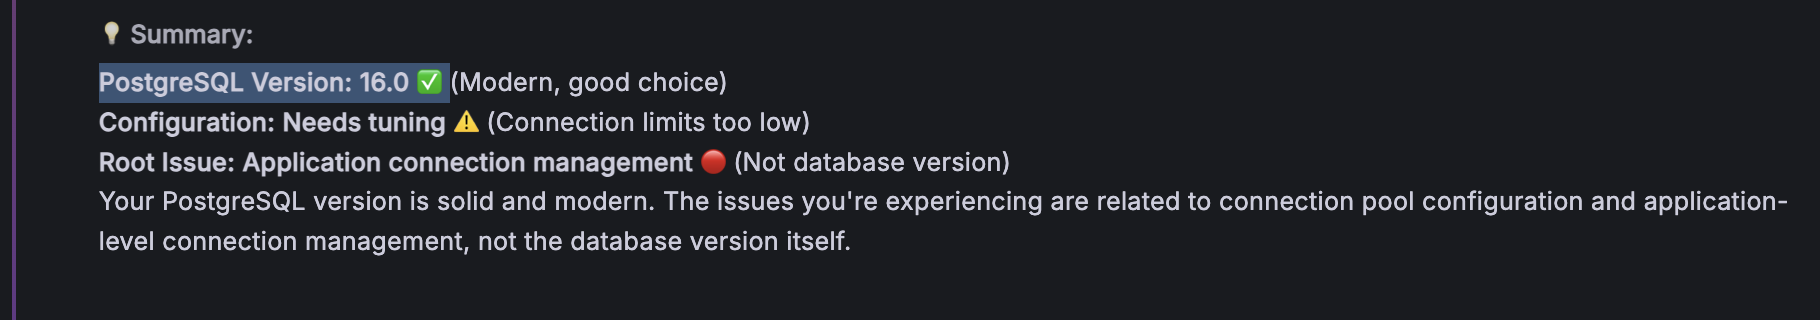 💡 Summary:
PostgreSQL Version: 16.0 ✅ (Modern, good choice)
Configuration: Needs tuning ⚠️ (Connection limits too low)
Root Issue: Application connection management 🔴 (Not database version)
Your PostgreSQL version is solid and modern. The issues you're experiencing are related to connection pool configuration and application-
level connection management, not the database version itself.